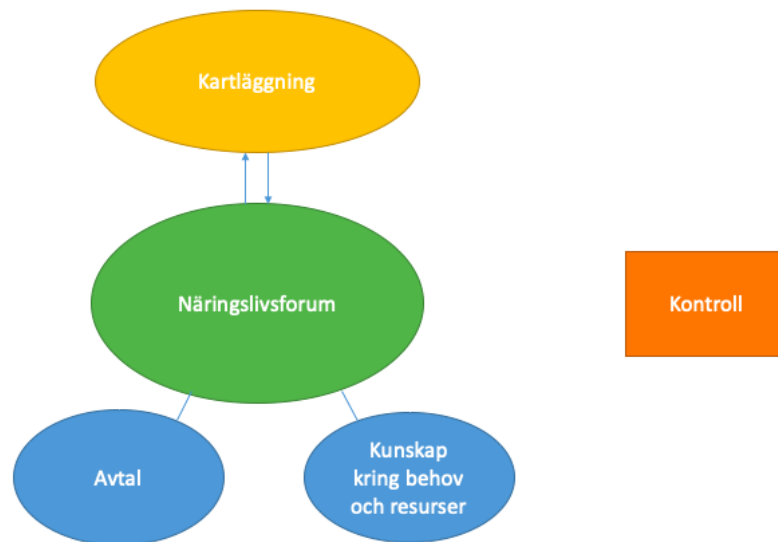 Kartläggning
Näringslivsforum
Kontroll
Avtal
Kunskap
kring behov
och resurser